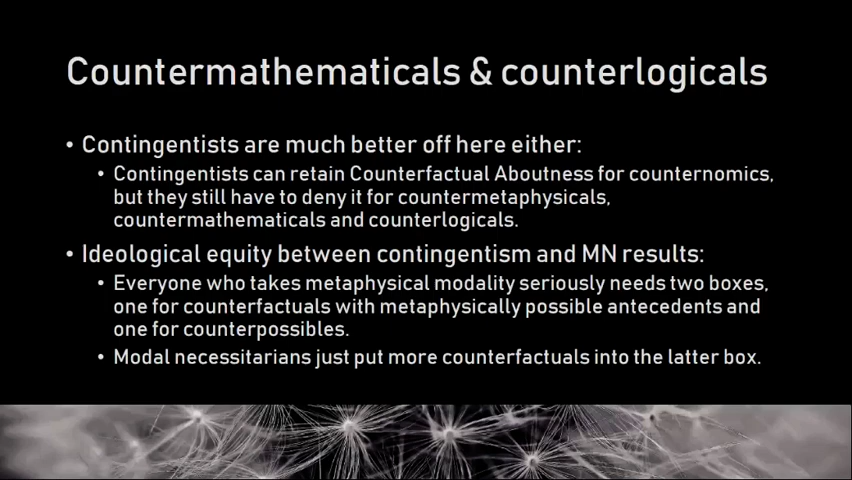 Countermathematicals & counterlogicals
• Contingentists are much better off here either:
• Contingentists can retain Counterfactual Aboutness for counternomics,
but they still have to deny it for countermetaphysicals,
countermathematicals and counterlogicals.
• Ideological equity between contingentism and MN results:
• Everyone who takes metaphysical modality seriously needs two boxes,
one for counterfactuals with metaphysically possible antecedents and
one for counterpossibles.
• Modal necessitarians just put more counterfactuals into the latter box.